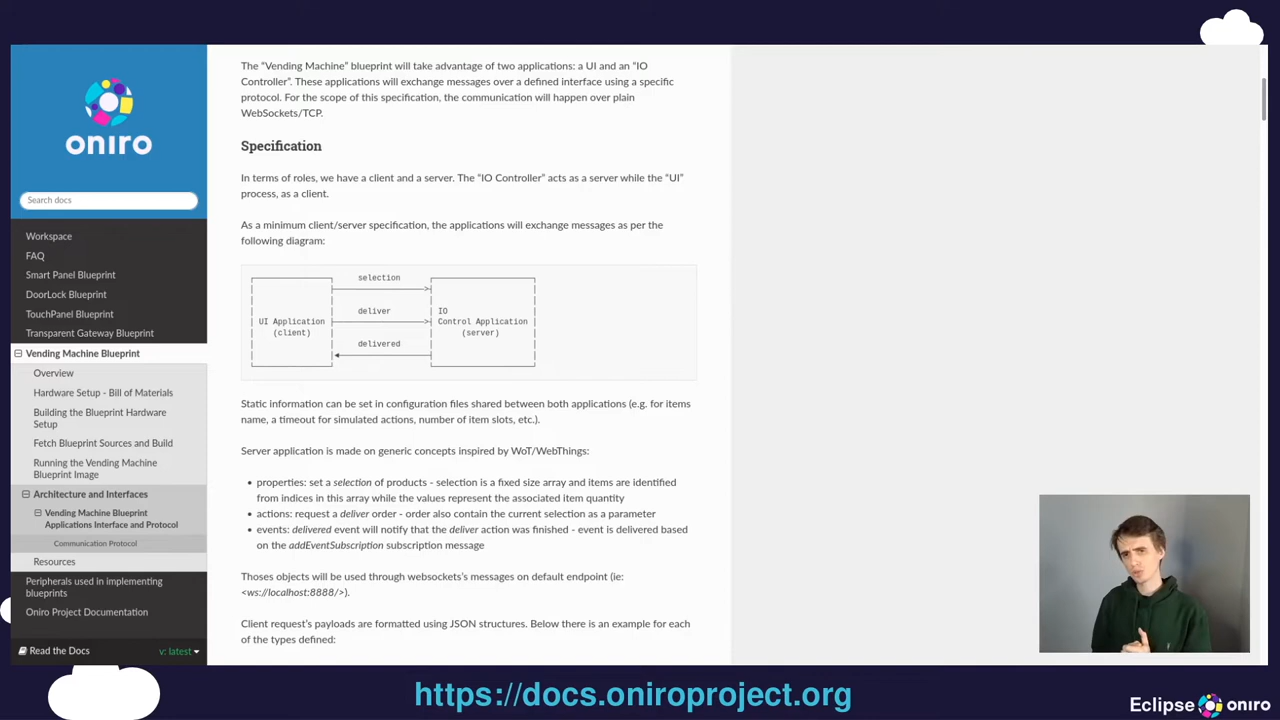 oniro
Search docs
Workspace
FAQ
Smart Panel Blueprint
DoorLock Blueprint
TouchPanel Blueprint
Transparent Gateway Blueprint
Vending Machine Blueprint
Overview
Hardware Setup - Bill of Materials
Building the Blueprint Hardware
Setup
Fetch Blueprint Sources and Build
Running the Vending Machine
Blueprint Image
Architecture and Interfaces
Vending Machine Blueprint
Applications Interface and Protocol
Communication Protocol
Resources
Peripherals used in implementing
blueprints
Oniro Project Documentation
Read the Docs
v: latest
The “Vending Machine” blueprint will take advantage of two applications: a UI and an “IO
Controller”. These applications will exchange messages over a defined interface using a specific
protocol. For the scope of this specification, the communication will happen over plain
WebSockets/TCP.
Specification
In terms of roles, we have a client and a server. The “IO Controller” acts as a server while the “UI”
process, as a client.
As a minimum client/server specification, the applications will exchange messages as per the
following diagram:
selection
deliver
IO
UI Application
Control Application
(client)
(server)
delivered
Static information can be set in configuration files shared between both applications (e.g. for items
name, a timeout for simulated actions, number of item slots, etc.).
Server application is made on generic concepts inspired by WoT/WebThings:
• properties: set a selection of products - selection is a fixed size array and items are identified
from indices in this array while the values represent the associated item quantity
• actions: request a deliver order - order also contain the current selection as a parameter
• events: delivered event will notify that the deliver action was finished - event is delivered based
on the addEventSubscription subscription message
Thoses objects will be used through websockets’s messages on default endpoint (ie:
<ws://localhost:8888/>).
Client request’s payloads are formatted using JSON structures. Below there is an example for each
of the types defined:
https://docs.oniroproject.org
Eclipse oniro